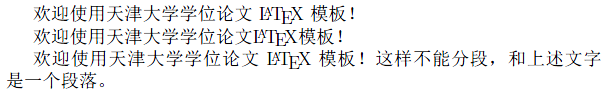 欢迎使用天津大学学位论文 LATEX 模板！
欢迎使用天津大学学位论文LATEX模板！
欢迎使用天津大学学位论文 LATEX 模板！这样不能分段，和上述文字
是一个段落。